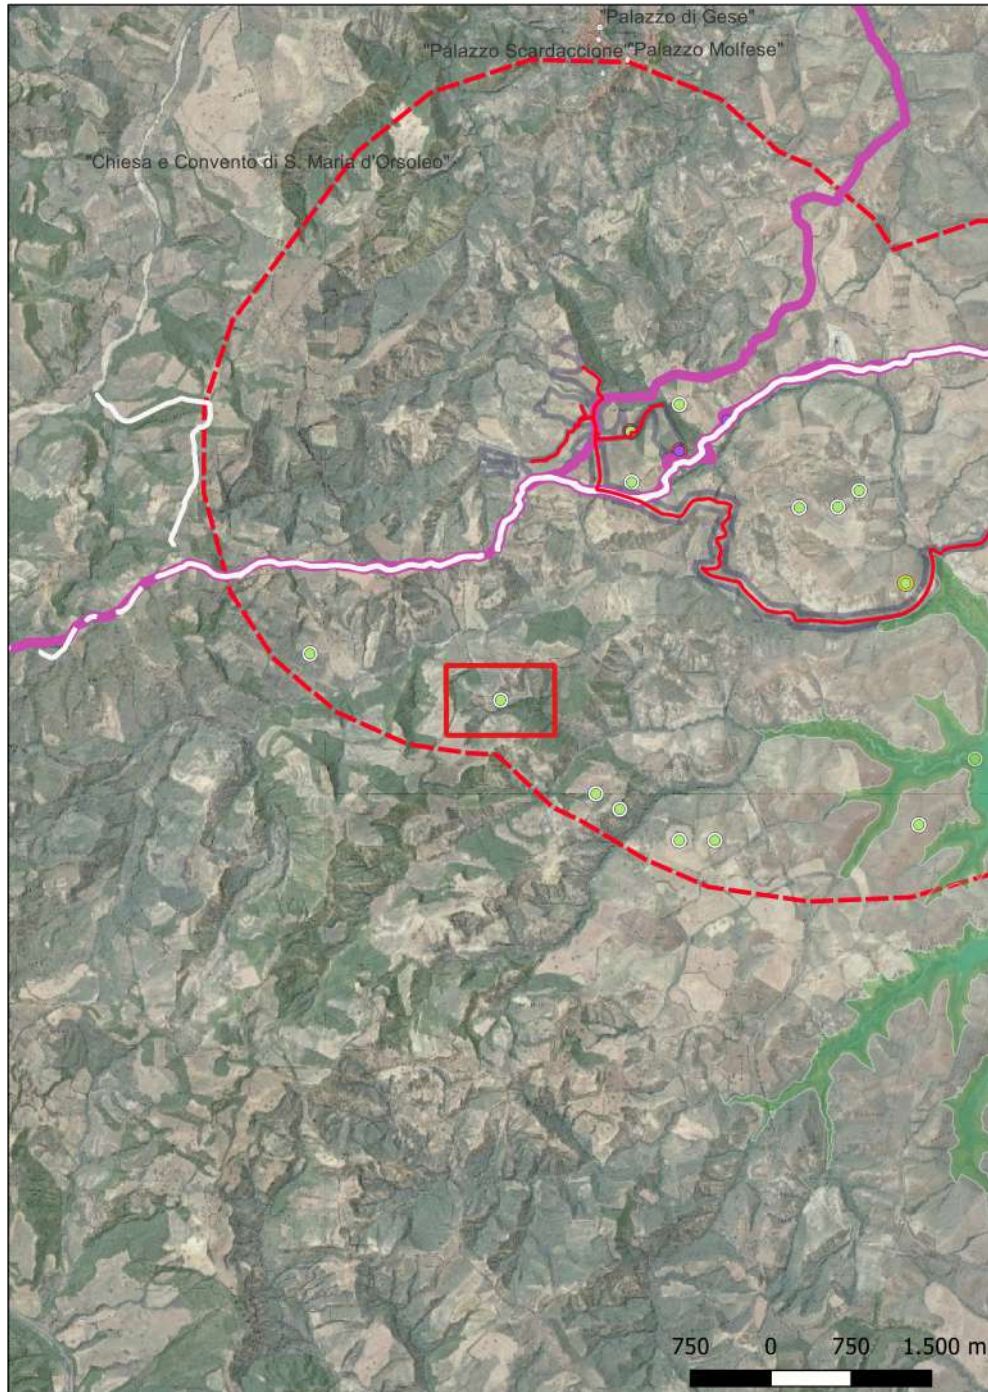 "Palazzo di Gese"
"Palazzo Scardaccione" "Palazzo Molfese"
"Chiesa e Convento di S. Maria d'Orsoleo"
750 0 750 1.500 m